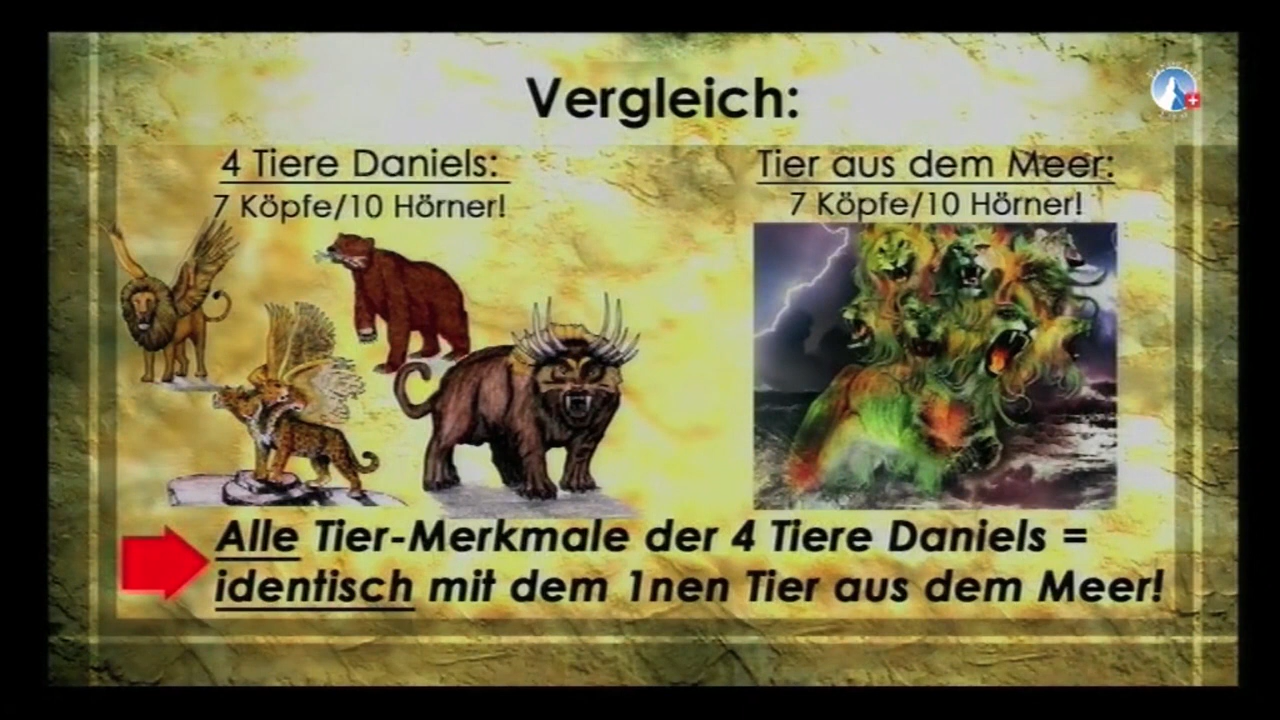 Vergleich:
4 Tiere Daniels:
7 Köpfe/10 Hörner!
Tier aus dem Meer:
7 Köpfe/10 Hörner!
Alle Tier-Merkmale der 4 Tiere Daniels =
identisch mit dem 1nen Tier aus dem Meer!